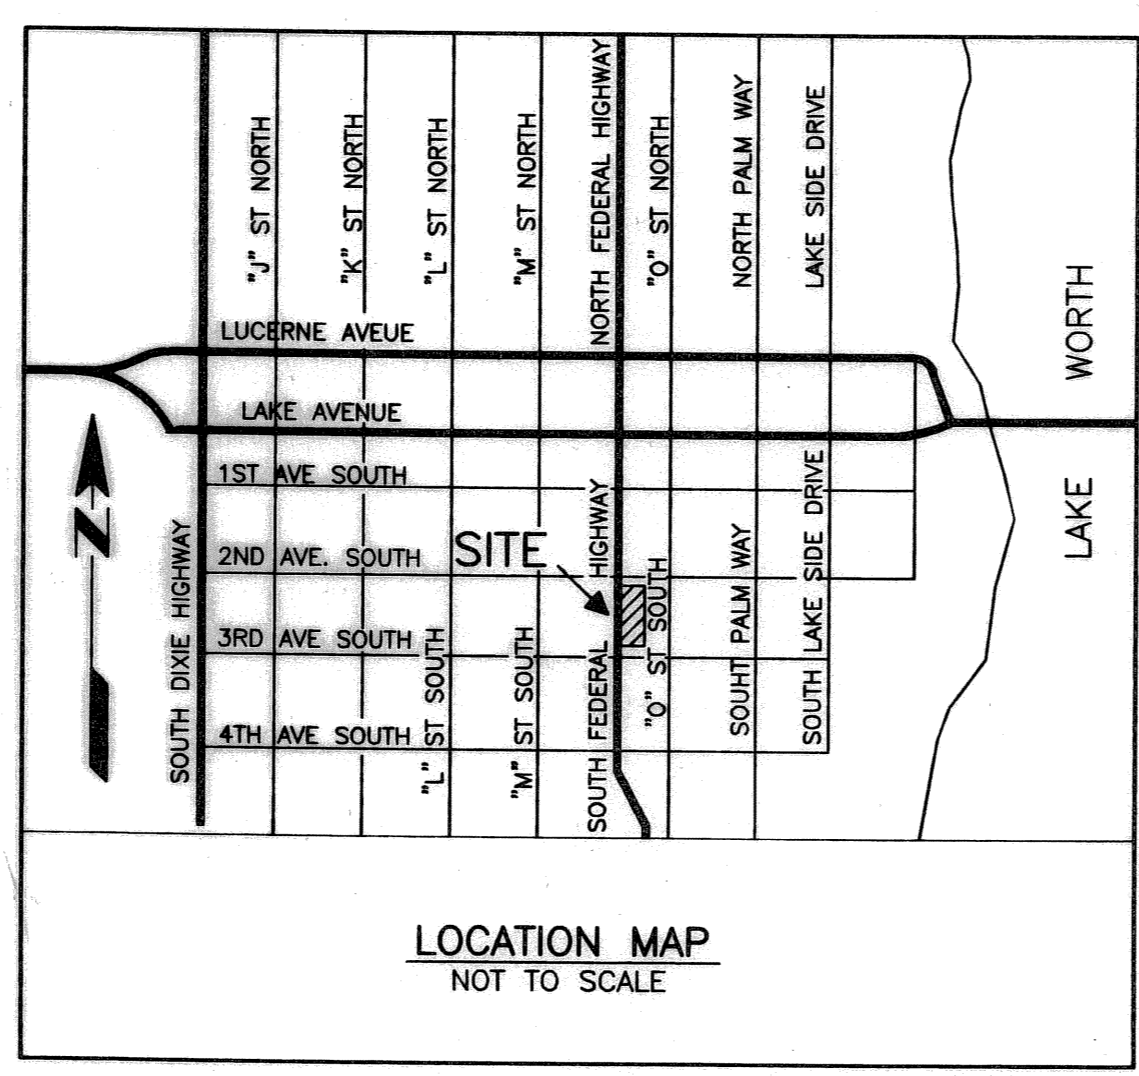 "J" ST NORTH
"K" ST NORTH
"L" ST NORTH
"M" ST NORTH
NORTH FEDERAL HIGHWAY
"O" ST NORTH
NORTH PALM WAY
LAKE SIDE DRIVE
LUCERNE AVEUE
LAKE AVENUE
WORTH
LAKE
N
1ST AVE SOUTH
2ND AVE. SOUTH
SITE
3RD AVE SOUTH
4TH AVE SOUTH
SOUTH DIXIE HIGHWAY
"L" ST SOUTH
"M" ST SOUTH
SOUTH FEDERAL HIGHWAY
"O" ST SOUTH
SOUHT PALM WAY
SOUTH LAKE SIDE DRIVE
LOCATION MAP
NOT TO SCALE